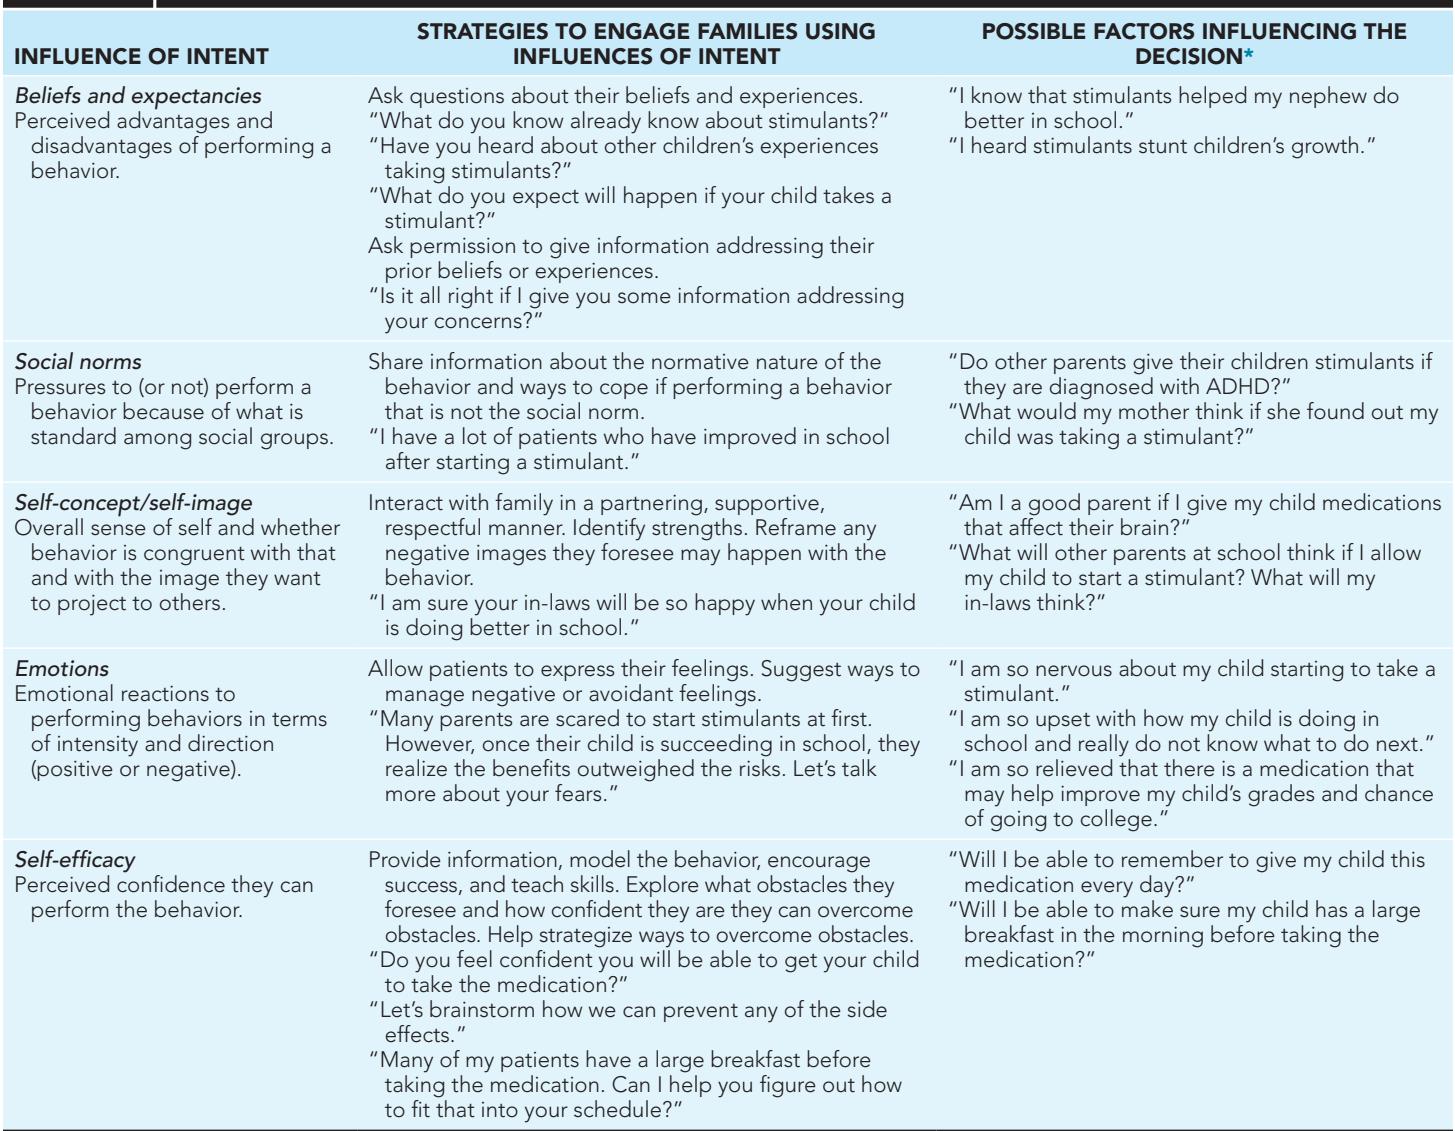 INFLUENCE OF INTENT
STRATEGIES TO ENGAGE FAMILIES USING
INFLUENCES OF INTENT
POSSIBLE FACTORS INFLUENCING THE
DECISION*
Beliefs and expectancies
Perceived advantages and
disadvantages of performing a
behavior.
Ask questions about their beliefs and experiences.
“What do you know already know about stimulants?”
“Have you heard about other children’s experiences
taking stimulants?”
“What do you expect will happen if your child takes a
stimulant?”
Ask permission to give information addressing their
prior beliefs or experiences.
“Is it all right if I give you some information addressing
your concerns?”
“I know that stimulants helped my nephew do
better in school.”
“I heard stimulants stunt children’s growth.”
Social norms
Pressures to (or not) perform a
behavior because of what is
standard among social groups.
Share information about the normative nature of the
behavior and ways to cope if performing a behavior
that is not the social norm.
“I have a lot of patients who have improved in school
after starting a stimulant.”
“Do other parents give their children stimulants if
they are diagnosed with ADHD?”
“What would my mother think if she found out my
child was taking a stimulant?”
Self-concept/self-image
Overall sense of self and whether
behavior is congruent with that
and with the image they want
to project to others.
Interact with family in a partnering, supportive,
respectful manner. Identify strengths. Reframe any
negative images they foresee may happen with the
behavior.
“I am sure your in-laws will be so happy when your child
is doing better in school.”
“Am I a good parent if I give my child medications
that affect their brain?”
“What will other parents at school think if I allow
my child to start a stimulant? What will my
in-laws think?”
Emotions
Emotional reactions to
performing behaviors in terms
of intensity and direction
(positive or negative).
Allow patients to express their feelings. Suggest ways to
manage negative or avoidant feelings.
“Many parents are scared to start stimulants at first.
However, once their child is succeeding in school, they
realize the benefits outweighed the risks. Let’s talk
more about your fears.”
“I am so nervous about my child starting to take a
stimulant.”
“I am so upset with how my child is doing in
school and really do not know what to do next.”
“I am so relieved that there is a medication that
may help improve my child’s grades and chance
of going to college.”
Self-efficacy
Perceived confidence they can
perform the behavior.
Provide information, model the behavior, encourage
success, and teach skills. Explore what obstacles they
foresee and how confident they are they can overcome
obstacles. Help strategize ways to overcome obstacles.
“Do you feel confident you will be able to get your child
to take the medication?”
“Let’s brainstorm how we can prevent any of the side
effects.”
“Many of my patients have a large breakfast before
taking the medication. Can I help you figure out how
to fit that into your schedule?”
“Will I be able to remember to give my child this
medication every day?”
“Will I be able to make sure my child has a large
breakfast in the morning before taking the
medication?”